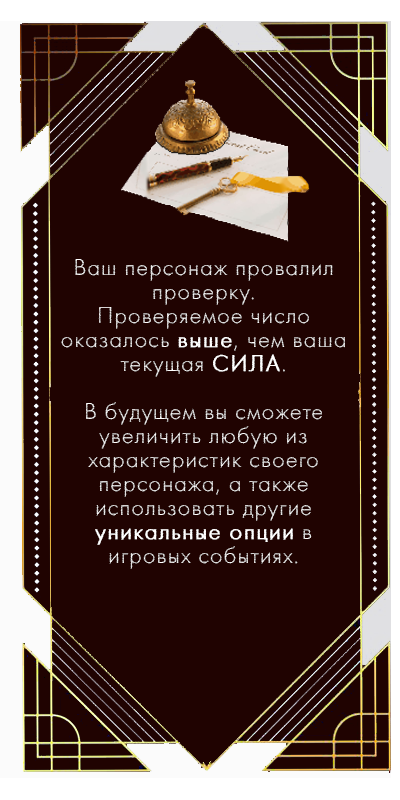 Ваш персонаж провалил
проверку.
Проверяемое число
оказалось выше, чем ваша
текущая СИЛА.
В будущем вы сможете
увеличить любую из
характеристик своего
персонажа, а также
использовать другие
уникальные опции в
игровых событиях.